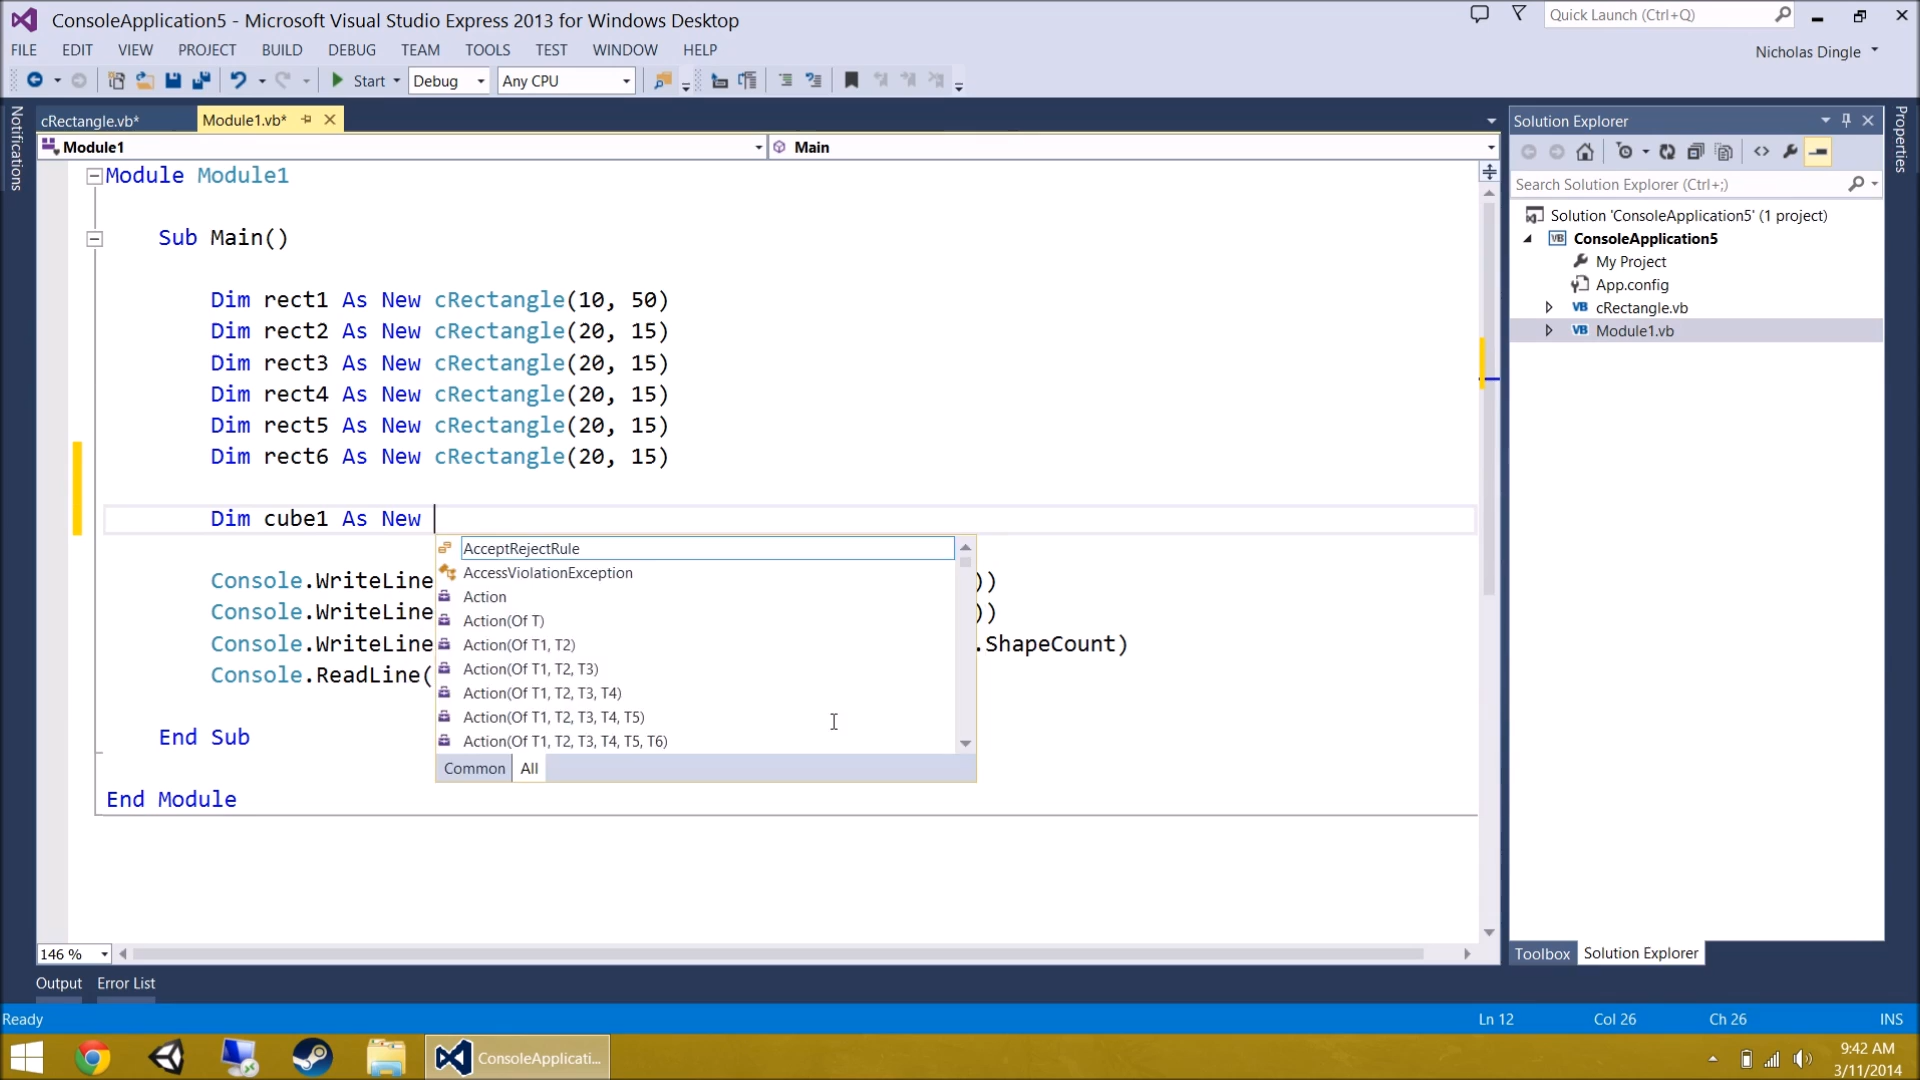 ConsoleApplication5 - Microsoft Visual Studio Express 2013 for Windows Desktop
Quick Launch (Ctrl+Q)
FILE EDIT VIEW PROJECT BUILD DEBUG TEAM TOOLS TEST WINDOW HELP
Nicholas Dingle
Start Debug Any CPU
Notifications
cRectangle.vb* Module1.vb*
Module1 Main
Module Module1
Sub Main()
Dim rect1 As New cRectangle(10, 50)
Dim rect2 As New cRectangle(20, 15)
Dim rect3 As New cRectangle(20, 15)
Dim rect4 As New cRectangle(20, 15)
Dim rect5 As New cRectangle(20, 15)
Dim rect6 As New cRectangle(20, 15)
Dim cube1 As New
AcceptRejectRule
AccessViolationException
Action
Action(Of T)
Action(Of T1, T2)
Action(Of T1, T2, T3)
Action(Of T1, T2, T3, T4)
Action(Of T1, T2, T3, T4, T5)
Action(Of T1, T2, T3, T4, T5, T6)
Common All
Console.WriteLine ))
Console.WriteLine ))
Console.WriteLine .ShapeCount)
Console.ReadLine(
End Sub
End Module
146 %
Output Error List
Solution Explorer
Search Solution Explorer (Ctrl+;)
Solution 'ConsoleApplication5' (1 project)
VB ConsoleApplication5
My Project
App.config
VB cRectangle.vb
VB Module1.vb
Toolbox Solution Explorer
Properties
Ready Ln 12 Col 26 Ch 26 INS
ConsoleApplicati...
9:42 AM
3/11/2014